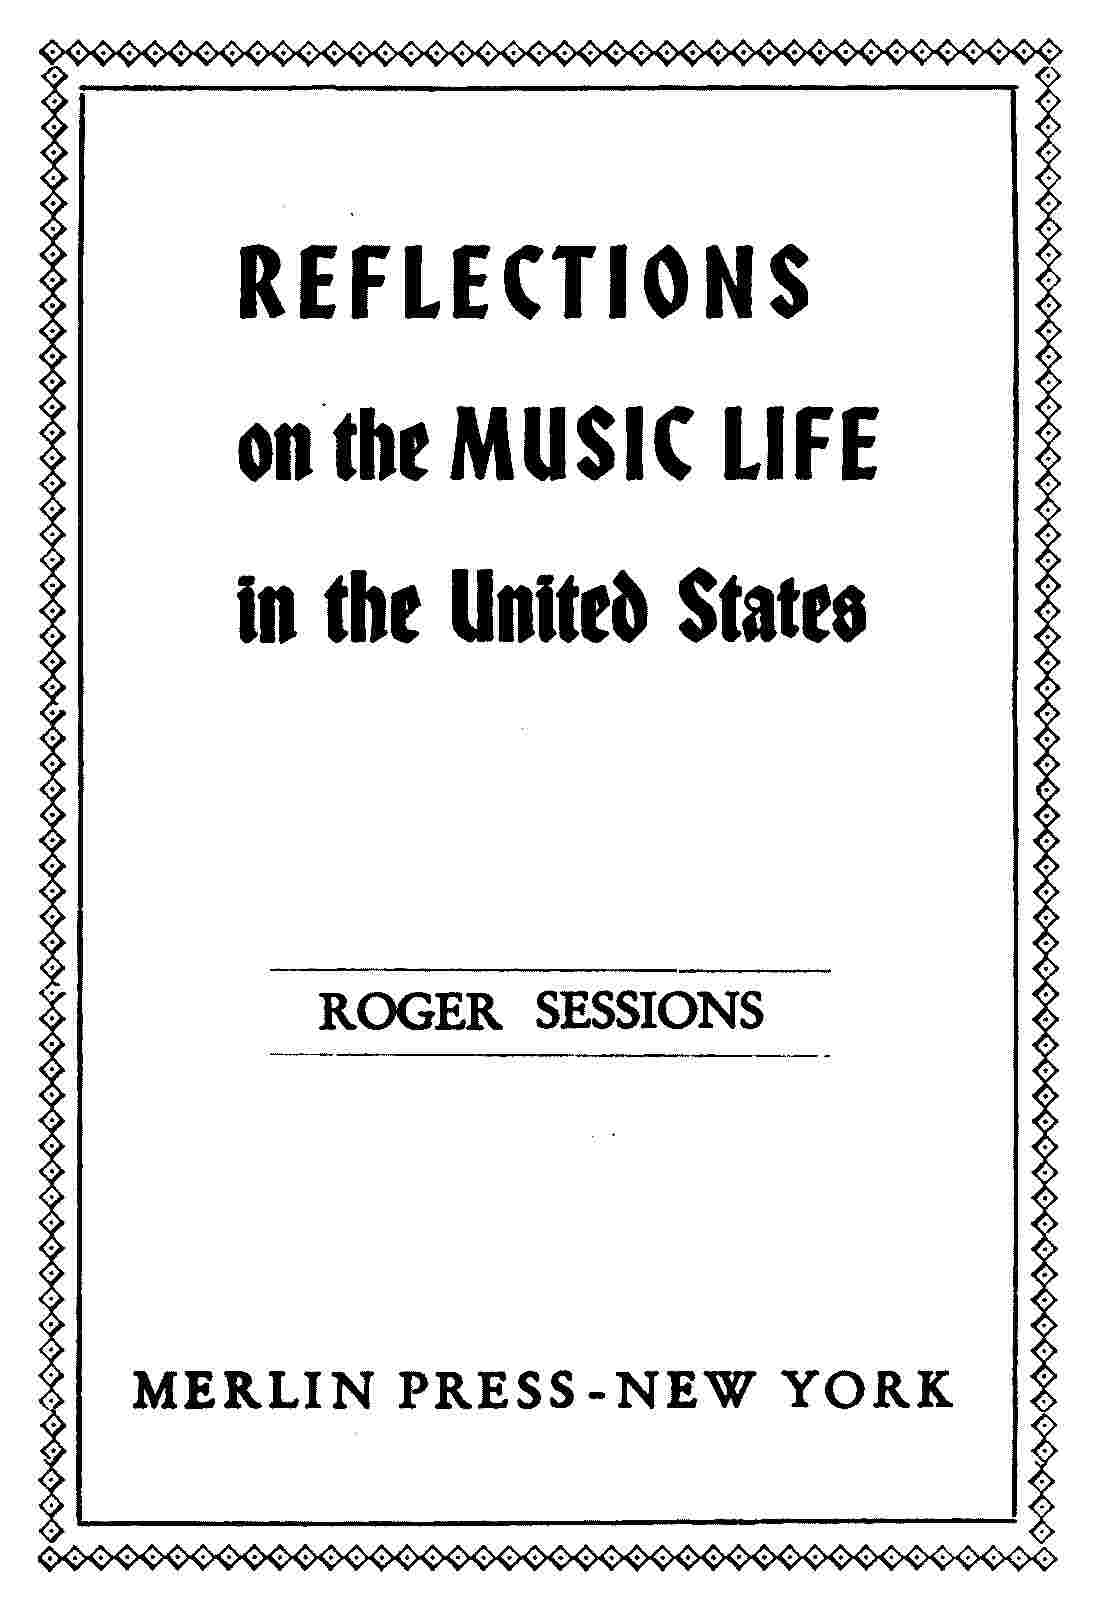 REFLECTIONS
on the MUSIC LIFE
in the United States
ROGER SESSIONS
MERLIN PRESS-NEW YORK